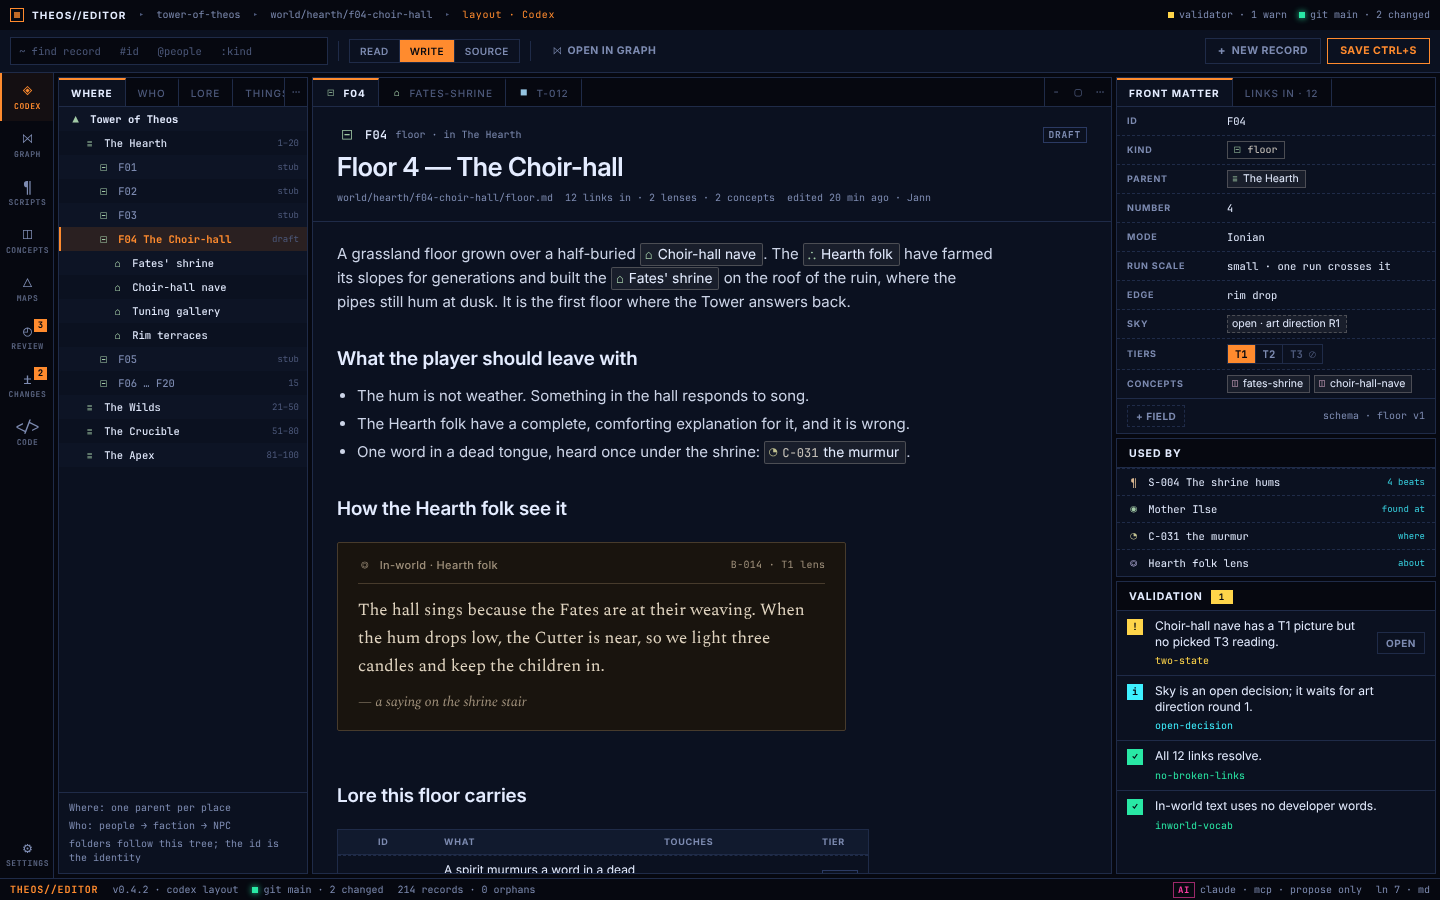 THEOS//EDITOR ‣ tower-of-theos ‣ world/hearth/f04-choir-hall ‣ layout · Codex
validator · 1 warn git main · 2 changed
~ find record #id @people :kind
READ WRITE SOURCE
⋈ OPEN IN GRAPH
+ NEW RECORD SAVE CTRL+S
CODEX
GRAPH
¶
SCRIPTS
CONCEPTS
MAPS
3
REVIEW
± 2
CHANGES
</>
CODE
SETTINGS
WHERE WHO LORE THINGS ···
Tower of Theos
The Hearth 1–20
F01 stub
F02 stub
F03 stub
F04 The Choir-hall draft
Fates' shrine
Choir-hall nave
Tuning gallery
Rim terraces
F05 stub
F06 … F20 15
The Wilds 21–50
The Crucible 51–80
The Apex 81–100
Where: one parent per place
Who: people → faction → NPC
folders follow this tree; the id is
the identity
F04 FATES-SHRINE T-012 - ···
F04 floor · in The Hearth DRAFT
Floor 4 — The Choir-hall
world/hearth/f04-choir-hall/floor.md 12 links in · 2 lenses · 2 concepts edited 20 min ago · Jann
A grassland floor grown over a half-buried Choir-hall nave. The Hearth folk have farmed
its slopes for generations and built the Fates' shrine on the roof of the ruin, where the
pipes still hum at dusk. It is the first floor where the Tower answers back.
What the player should leave with
• The hum is not weather. Something in the hall responds to song.
• The Hearth folk have a complete, comforting explanation for it, and it is wrong.
• One word in a dead tongue, heard once under the shrine: C-031 the murmur.
How the Hearth folk see it
In-world · Hearth folk B-014 · T1 lens
The hall sings because the Fates are at their weaving. When
the hum drops low, the Cutter is near, so we light three
candles and keep the children in.
— a saying on the shrine stair
Lore this floor carries
ID WHAT TOUCHES TIER
A spirit murmurs a word in a dead
FRONT MATTER LINKS IN · 12
ID F04
KIND floor
PARENT The Hearth
NUMBER 4
MODE Ionian
RUN SCALE small · one run crosses it
EDGE rim drop
SKY open · art direction R1
TIERS T1 T2 T3 ∅
CONCEPTS fates-shrine choir-hall-nave
+ FIELD schema · floor v1
USED BY
¶ S-004 The shrine hums 4 beats
Mother Ilse found at
C-031 the murmur where
Hearth folk lens about
VALIDATION 1
! Choir-hall nave has a T1 picture but
no picked T3 reading.
two-state
OPEN
i Sky is an open decision; it waits for art
direction round 1.
open-decision
✓ All 12 links resolve.
no-broken-links
✓ In-world text uses no developer words.
inworld-vocab
THEOS//EDITOR v0.4.2 · codex layout git main · 2 changed 214 records · 0 orphans
AI claude · mcp · propose only ln 7 · md